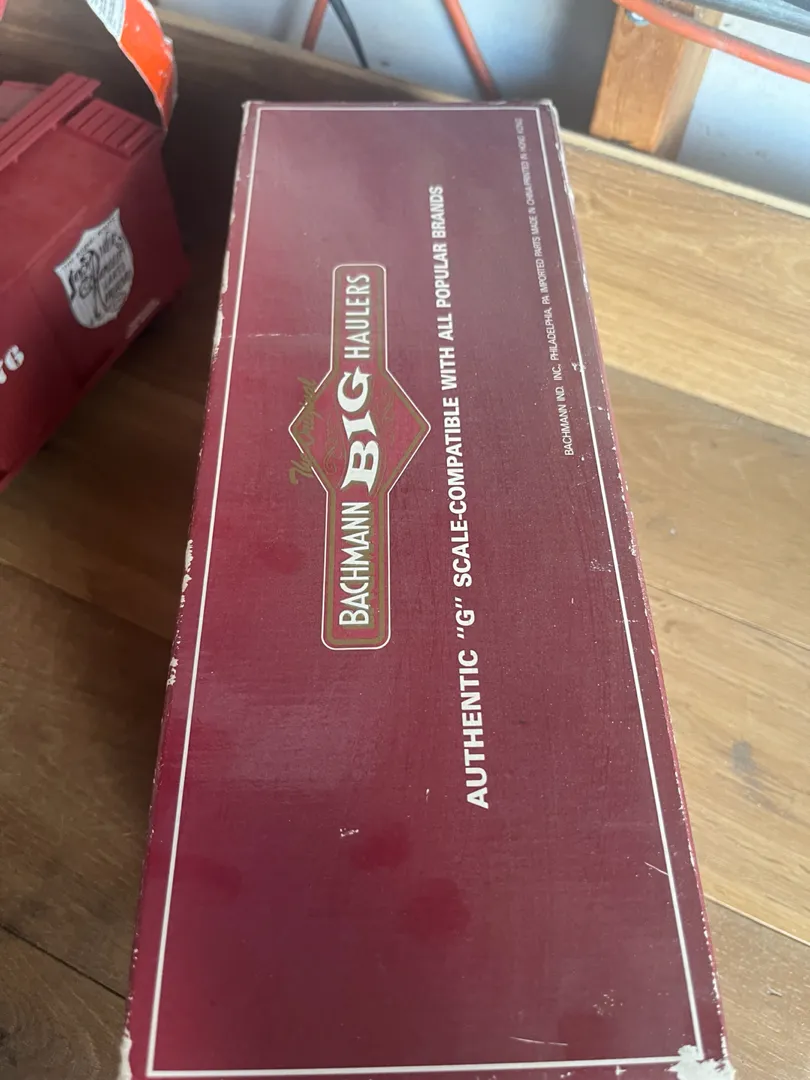 The Original
BACHMANN BIG HAULERS
AUTHENTIC "G" SCALE-COMPATIBLE WITH ALL POPULAR BRANDS
BACHMANN IND. INC. PHILADELPHIA, PA IMPORTED PARTS MADE IN CHINA/PRINTED IN HONG KONG